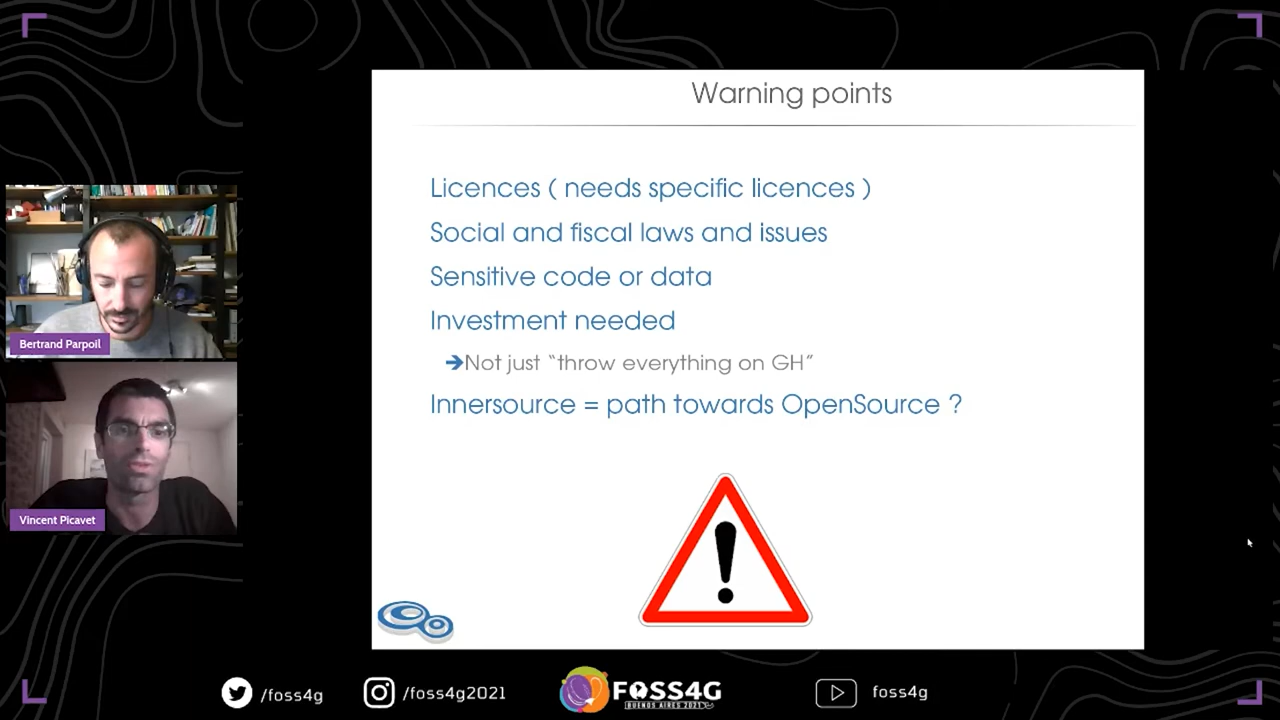 Warning points
Licences ( needs specific licences )
Social and fiscal laws and issues
Sensitive code or data
Investment needed
➔Not just “throw everything on GH”
Innersource = path towards OpenSource ?
Bertrand Parpoil
Vincent Picavet
/foss4g
/foss4g2021
FOSS4G
BUENOS AIRES 2021
foss4g